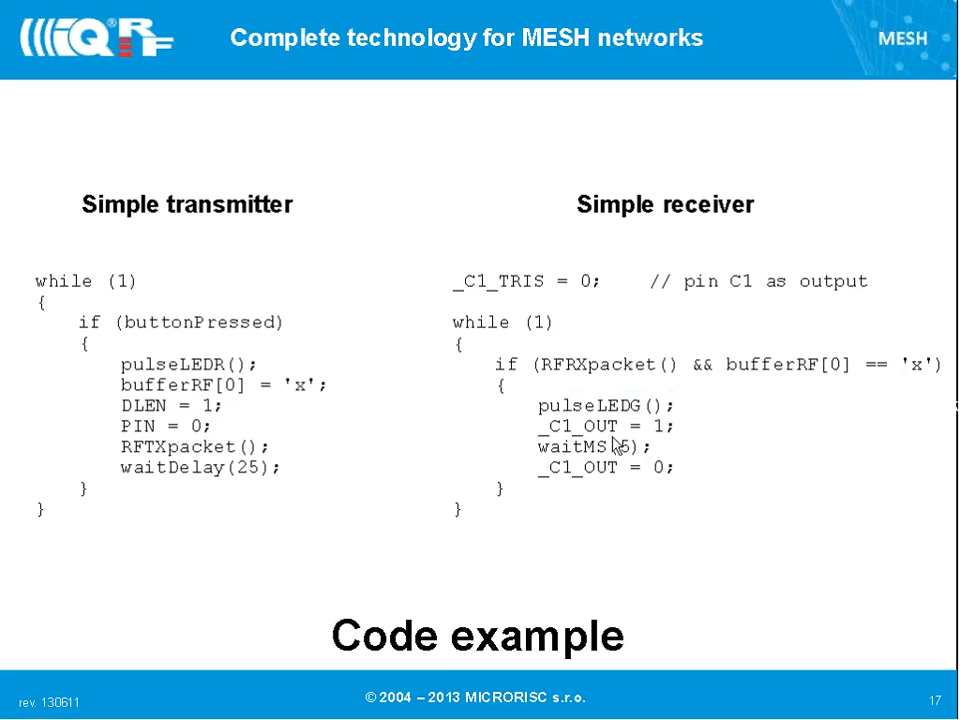 IQRF
Complete technology for MESH networks
MESH
Simple transmitter
while (1)
{
if (buttonPressed)
{
pulseLEDR();
bufferRF[0] = 'x';
DLEN = 1;
PIN = 0;
RFTXpacket();
waitDelay(25);
}
}
Simple receiver
_C1_TRIS = 0; // pin C1 as output
while (1)
{
if (RFRXpacket() && bufferRF[0] == 'x')
{
pulseLEDG();
_C1_OUT = 1;
waitMS(5);
_C1_OUT = 0;
}
}
Code example
rev. 130611
© 2004 – 2013 MICRORISC s.r.o.
17